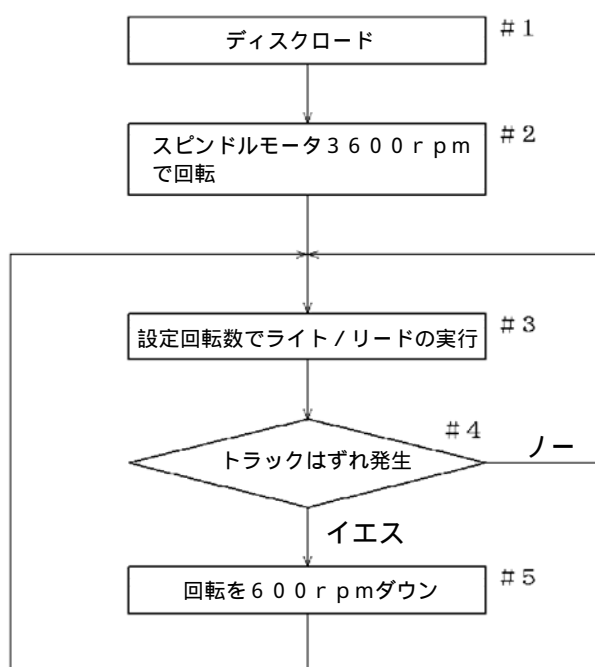 ディスクロード
#1
スピンドルモータ3600rpm
で回転
#2
設定回転数でライト/リードの実行
#3
トラックはずれ発生
#4
ノー
イエス
回転を600rpmダウン
#5